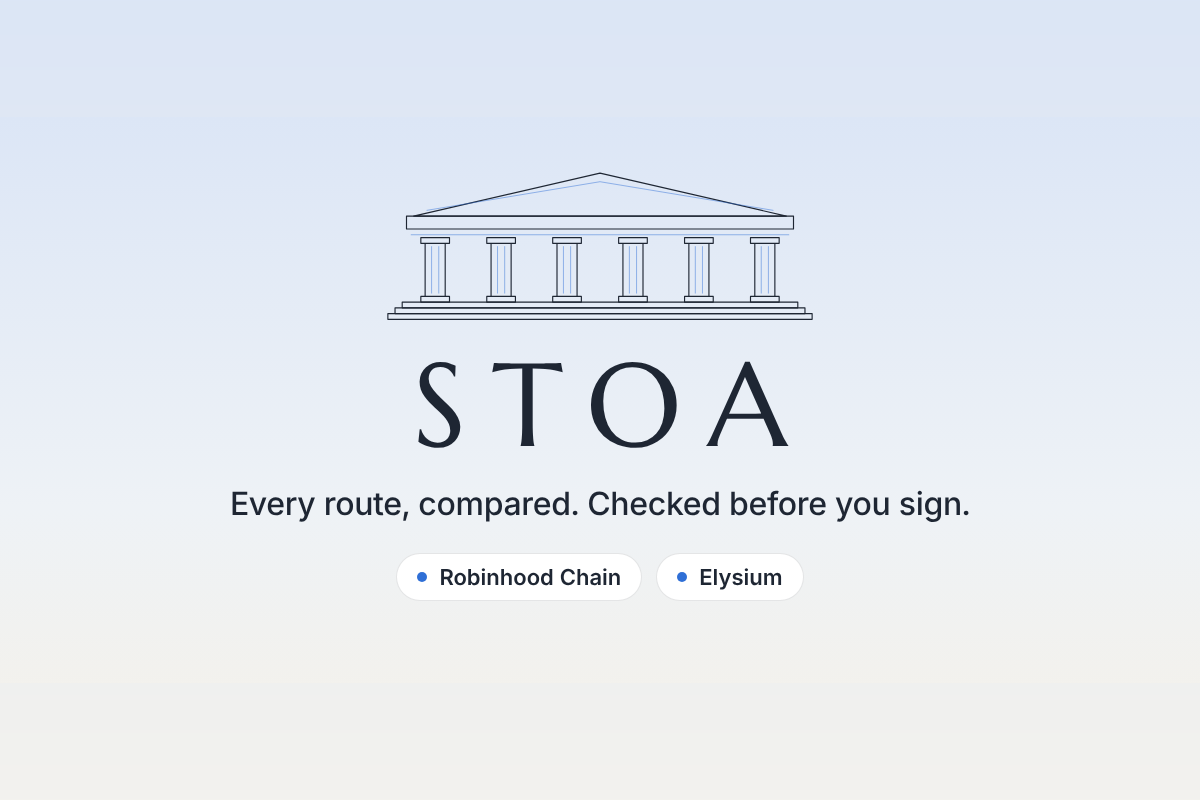 STOA
Every route, compared. Checked before you sign.
Robinhood Chain
Elysium